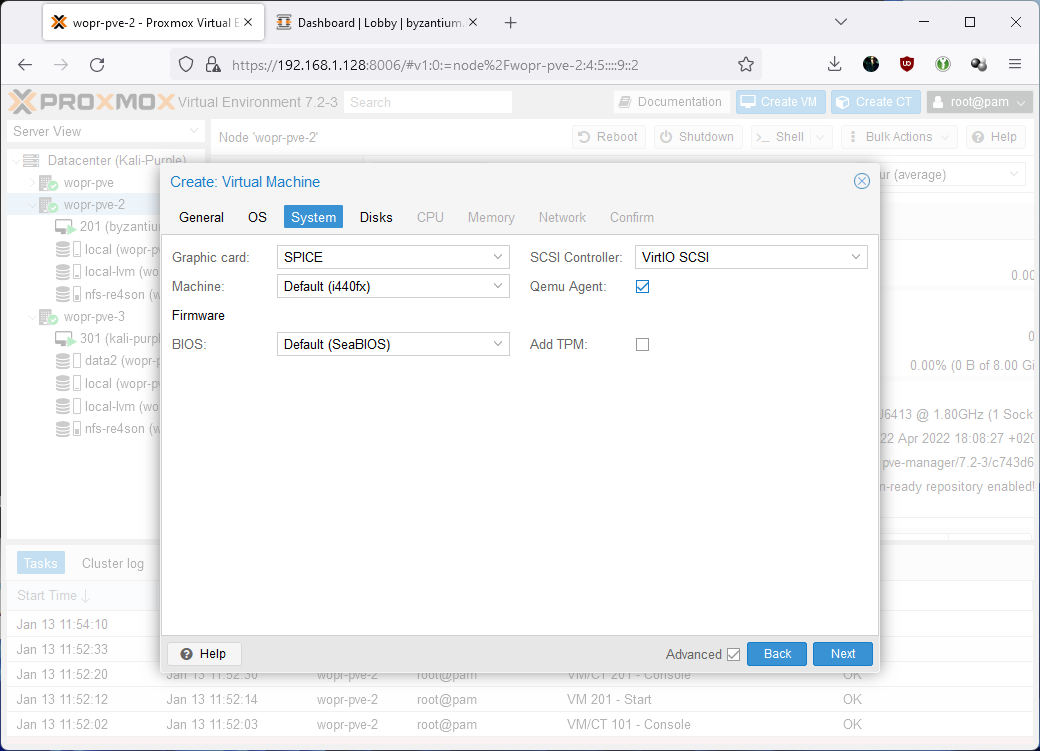 wopr-pve-2 - Proxmox Virtual E
Dashboard | Lobby | byzantium.
https://192.168.1.128:8006/#v1:0:=node%2Fwopr-pve-2:4:5::::9::2
PROXMOX Virtual Environment 7.2-3 Search Documentation Create VM Create CT root@pam
Server View
Node 'wopr-pve-2' Reboot Shutdown Shell Bulk Actions Help
Datacenter (Kali-Purple)
wopr-pve
wopr-pve-2
201 (byzantiu
local (wopr-pv
local-lvm (wo
nfs-re4son (w
wopr-pve-3
301 (kali-purpl
data2 (wopr-p
local (wopr-pv
local-lvm (wo
nfs-re4son (w
ur (average)
0.00
0
0.00% (0 B of 8.00 Gi
J6413 @ 1.80GHz (1 Sock
22 Apr 2022 18:08:27 +020
pve-manager/7.2-3/c743d6
n-ready repository enabled!
Create: Virtual Machine
General OS System Disks CPU Memory Network Confirm
Graphic card: SPICE SCSI Controller: VirtIO SCSI
Machine: Default (i440fx) Qemu Agent:
Firmware
BIOS: Default (SeaBIOS) Add TPM:
Help Advanced Back Next
Tasks Cluster log
Start Time
Jan 13 11:54:10
Jan 13 11:52:33
Jan 13 11:52:20 Jan 13 11:52:30 wopr-pve-2 root@pam VM/CT 201 - Console OK
Jan 13 11:52:12 Jan 13 11:52:14 wopr-pve-2 root@pam VM 201 - Start OK
Jan 13 11:52:02 Jan 13 11:52:03 wopr-pve-2 root@pam VM/CT 101 - Console OK